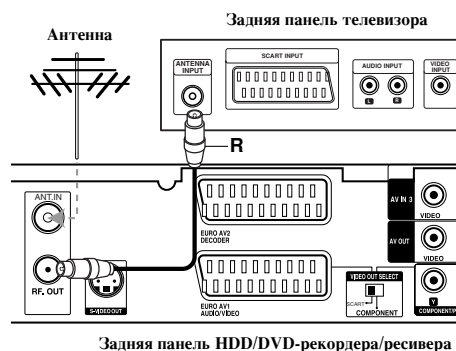 Задняя панель телевизора
Антенна
ANTENNA
INPUT
SCART INPUT
AUDIO INPUT
VIDEO
INPUT
L
R
R
ANT.IN
AV IN 3
VIDEO
EURO AV2
DECODER
AV OUT
VIDEO
RF. OUT
S-VIDEO OUT
EURO AV1
AUDIO/VIDEO
VIDEO OUT SELECT
SCART
COMPONENT
Y
COMPONENT/P
Задняя панель HDD/DVD-рекордера/ресивера